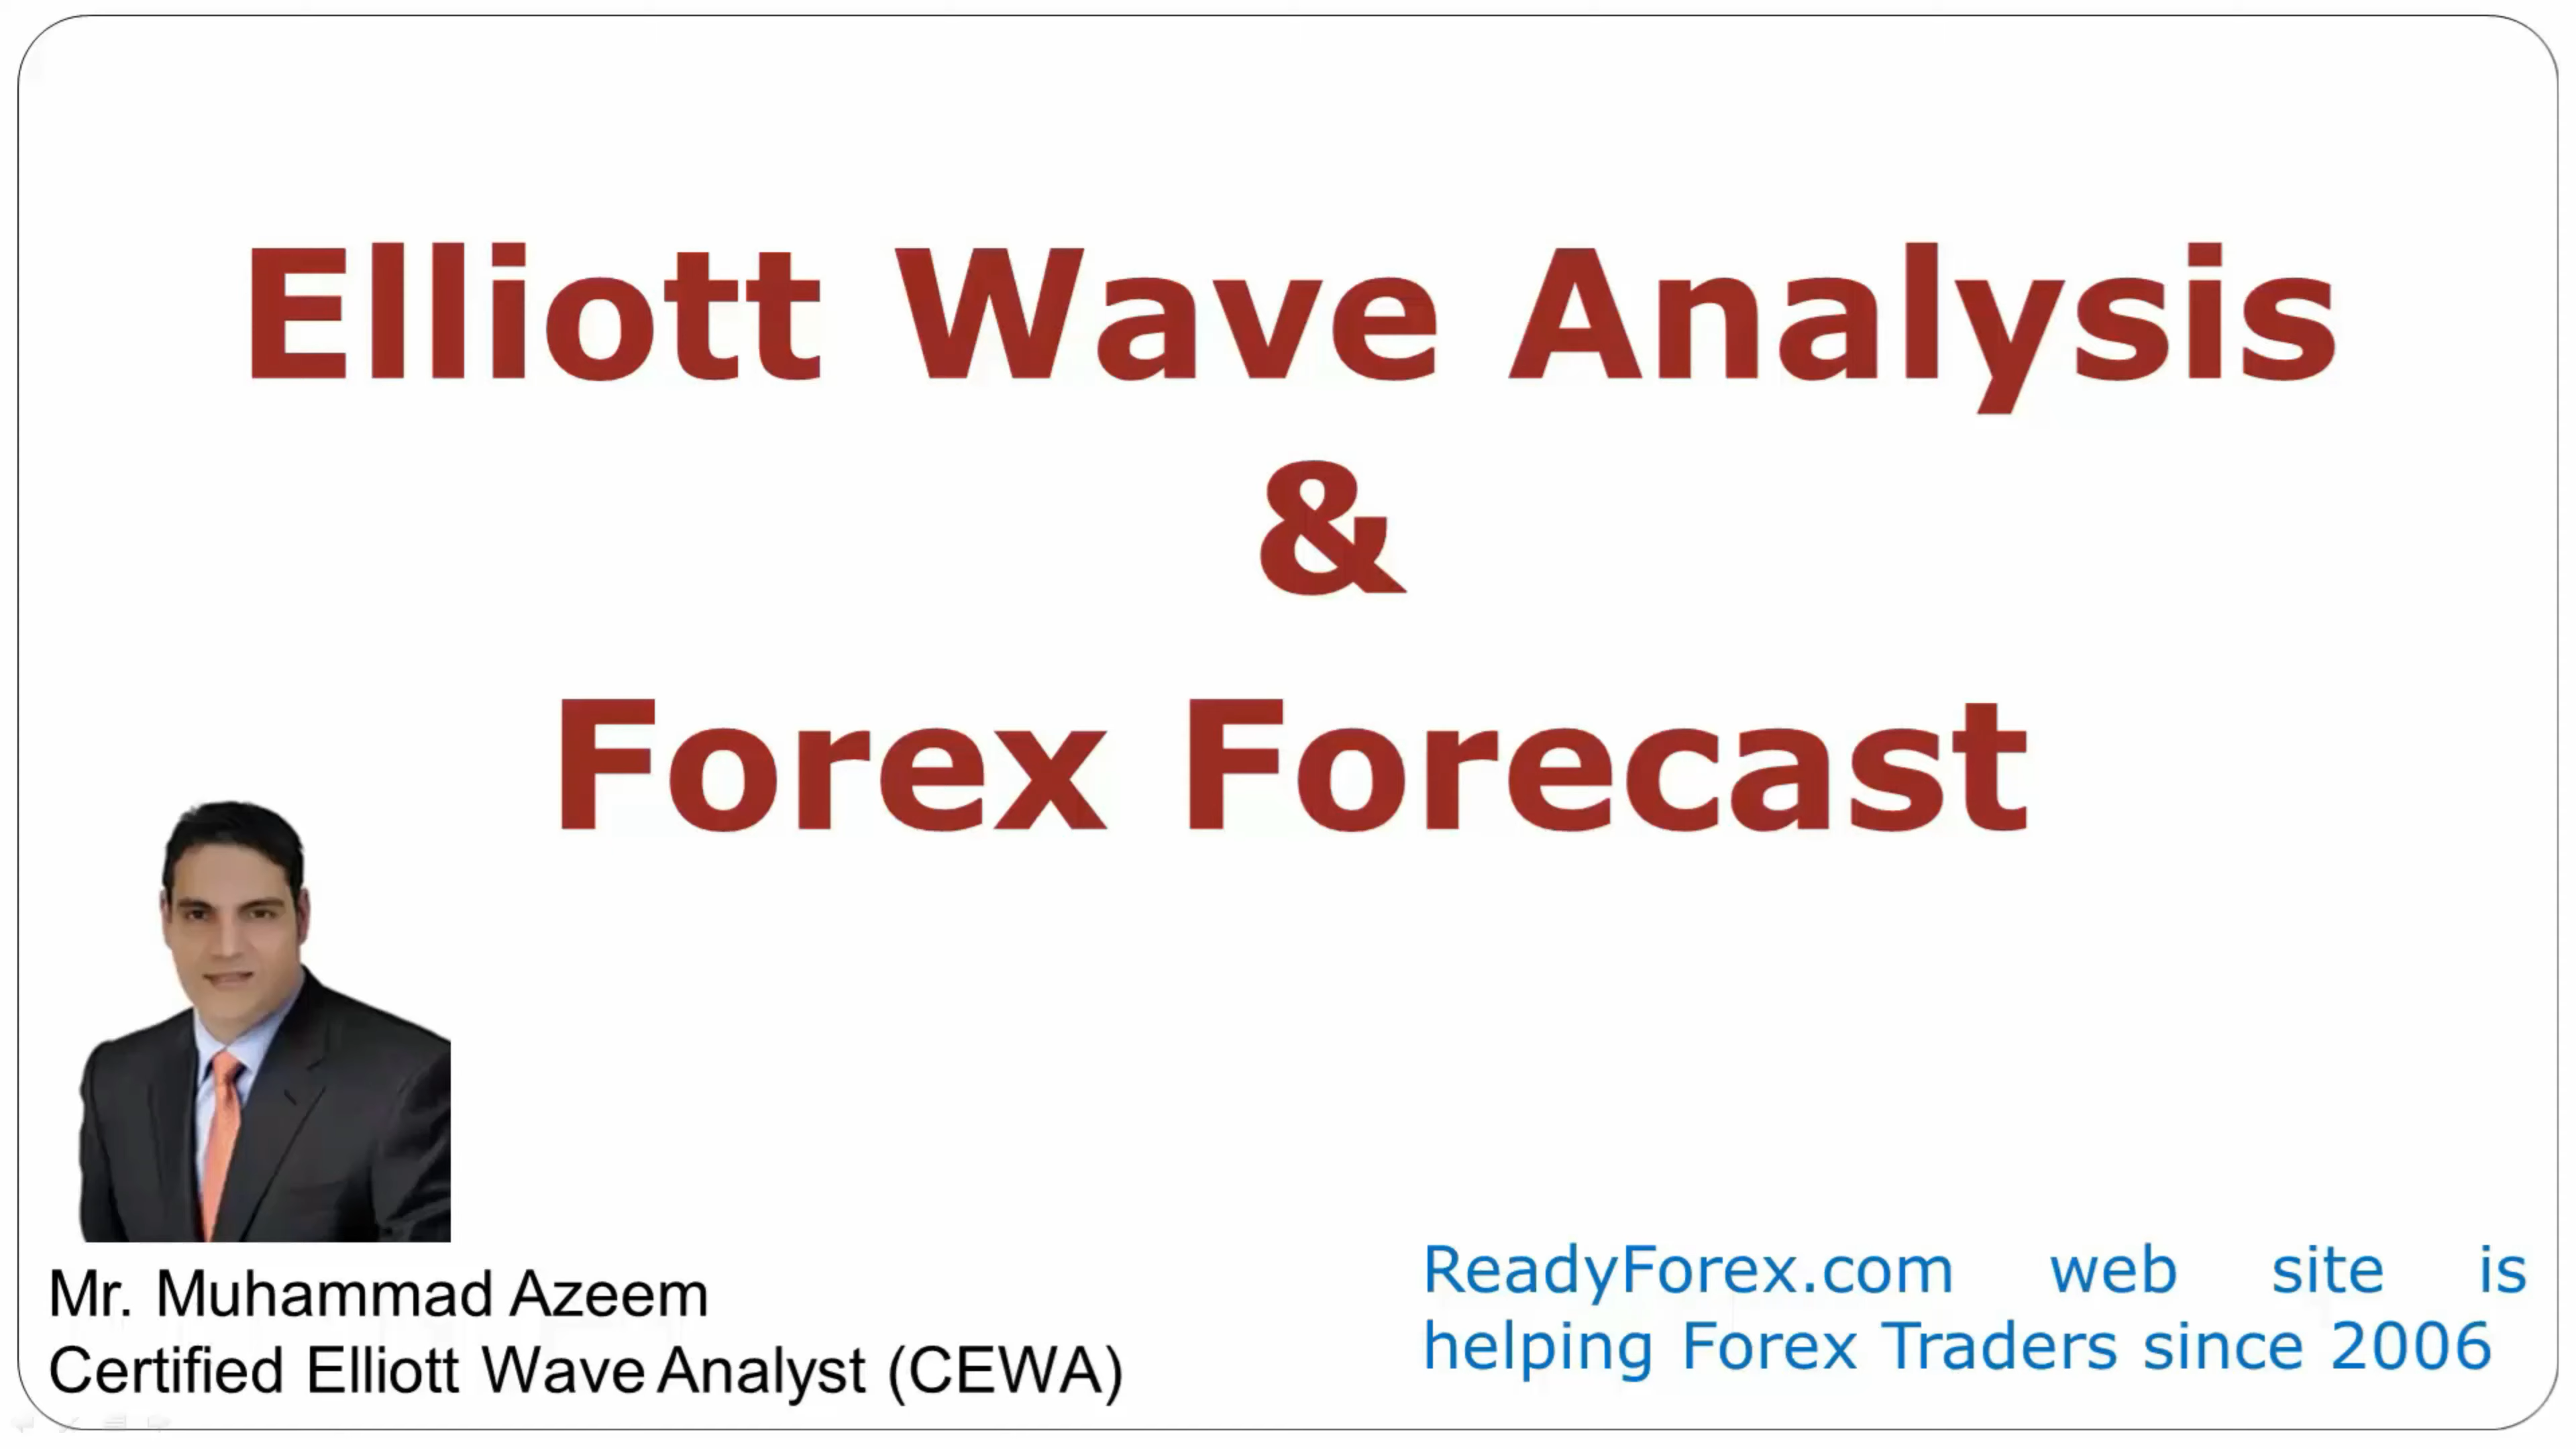 Elliott Wave Analysis
&
Forex Forecast
Mr. Muhammad Azeem
Certified Elliott Wave Analyst (CEWA)
ReadyForex.com web site is
helping Forex Traders since 2006